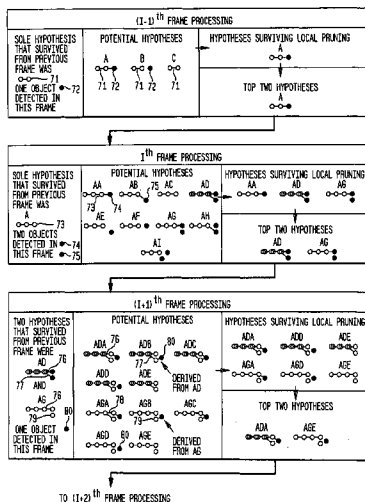 (I-1)th FRAME PROCESSING
SOLE HYPOTHESIS
THAT SURVIVED
FROM PREVIOUS
FRAME WAS
71
ONE OBJECT 72
DETECTED IN
THIS FRAME
POTENTIAL HYPOTHESES
A B C
71 72 71 72 71
HYPOTHESES SURVIVING LOCAL PRUNING
A
TOP TWO HYPOTHESES
A
Ith FRAME PROCESSING
SOLE HYPOTHESIS
THAT SURVIVED
FROM PREVIOUS
FRAME WAS
A
73
TWO OBJECTS
DETECTED IN 74
THIS FRAME 75
POTENTIAL HYPOTHESES
AA AB 75 AC AD
73 74
AE AF AG AH
AI
HYPOTHESES SURVIVING LOCAL PRUNING
AA AD AG
TOP TWO HYPOTHESES
AD AG
(I+1)th FRAME PROCESSING
TWO HYPOTHESES
THAT SURVIVED
FROM PREVIOUS
FRAME WERE
AD 76
77 AND
AG 78
79 80
ONE OBJECT
DETECTED IN
THIS FRAME
POTENTIAL HYPOTHESES
ADA 76 ADB 80 ADC
77
ADD ADE
DERIVED
FROM AD
AGA 78 AGB AGC
79
AGD 80 AGE
DERIVED
FROM AG
HYPOTHESES SURVIVING LOCAL PRUNING
ADA ADD ADE
AGA AGD AGE
TOP TWO HYPOTHESES
ADA AGE
TO (I+2)th FRAME PROCESSING